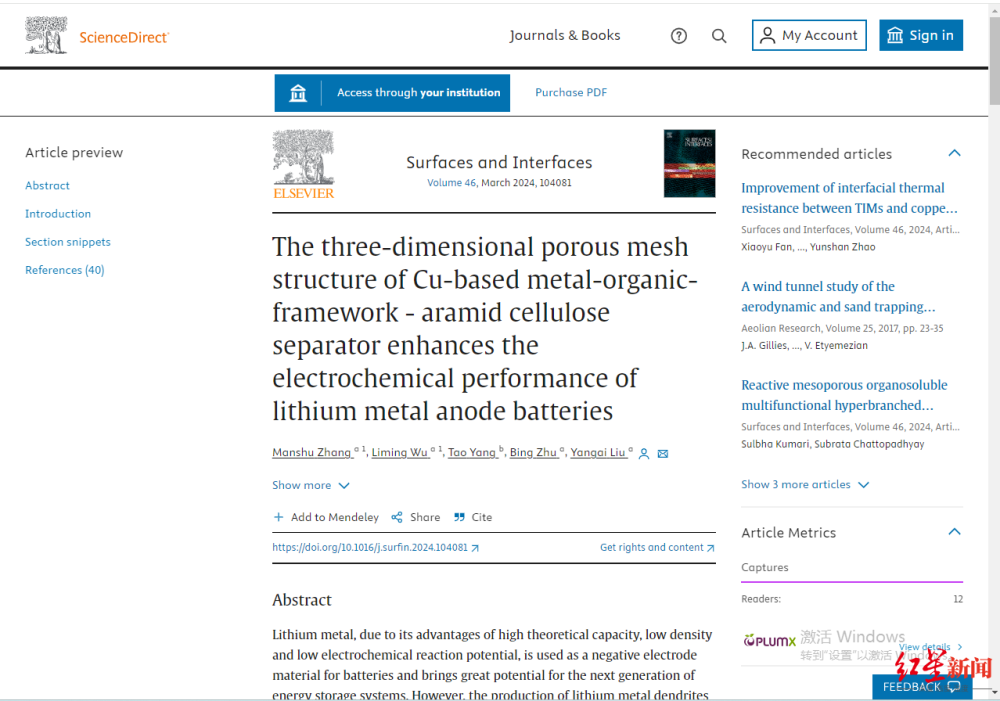 ScienceDirect
Journals & Books
?
My Account
Sign in
Access through your institution
Purchase PDF
Article preview
Abstract
Introduction
Section snippets
References (40)
ELSEVIER
Surfaces and Interfaces
Volume 46, March 2024, 104081
SURFACES
INTERFACES
The three-dimensional porous mesh
structure of Cu-based metal-organic-
framework - aramid cellulose
separator enhances the
electrochemical performance of
lithium metal anode batteries
Manshu Zhang a 1, Liming Wu a 1, Tao Yang b, Bing Zhu a, Yangai Liu a
Show more
Add to Mendeley
Share
Cite
https://doi.org/10.1016/j.surfin.2024.104081
Get rights and content
Abstract
Lithium metal, due to its advantages of high theoretical capacity, low density
and low electrochemical reaction potential, is used as a negative electrode
material for batteries and brings great potential for the next generation of
energy storage systems. However, the production of lithium metal dendrites
Recommended articles
Improvement of interfacial thermal
resistance between TIMs and coppe…
Surfaces and Interfaces, Volume 46, 2024, Arti…
Xiaoyu Fan, …, Yunshan Zhao
A wind tunnel study of the
aerodynamic and sand trapping…
Aeolian Research, Volume 25, 2017, pp. 23-35
J.A. Gillies, …, V. Etyemezian
Reactive mesoporous organosoluble
multifunctional hyperbranched…
Surfaces and Interfaces, Volume 46, 2024, Arti…
Sulbha Kumari, Subrata Chattopadhyay
Show 3 more articles
Article Metrics
Captures
Readers: 12
PLUMX
激活 Windows
转到"设置"以激活 Windows。
View details
红星新闻
FEEDBACK